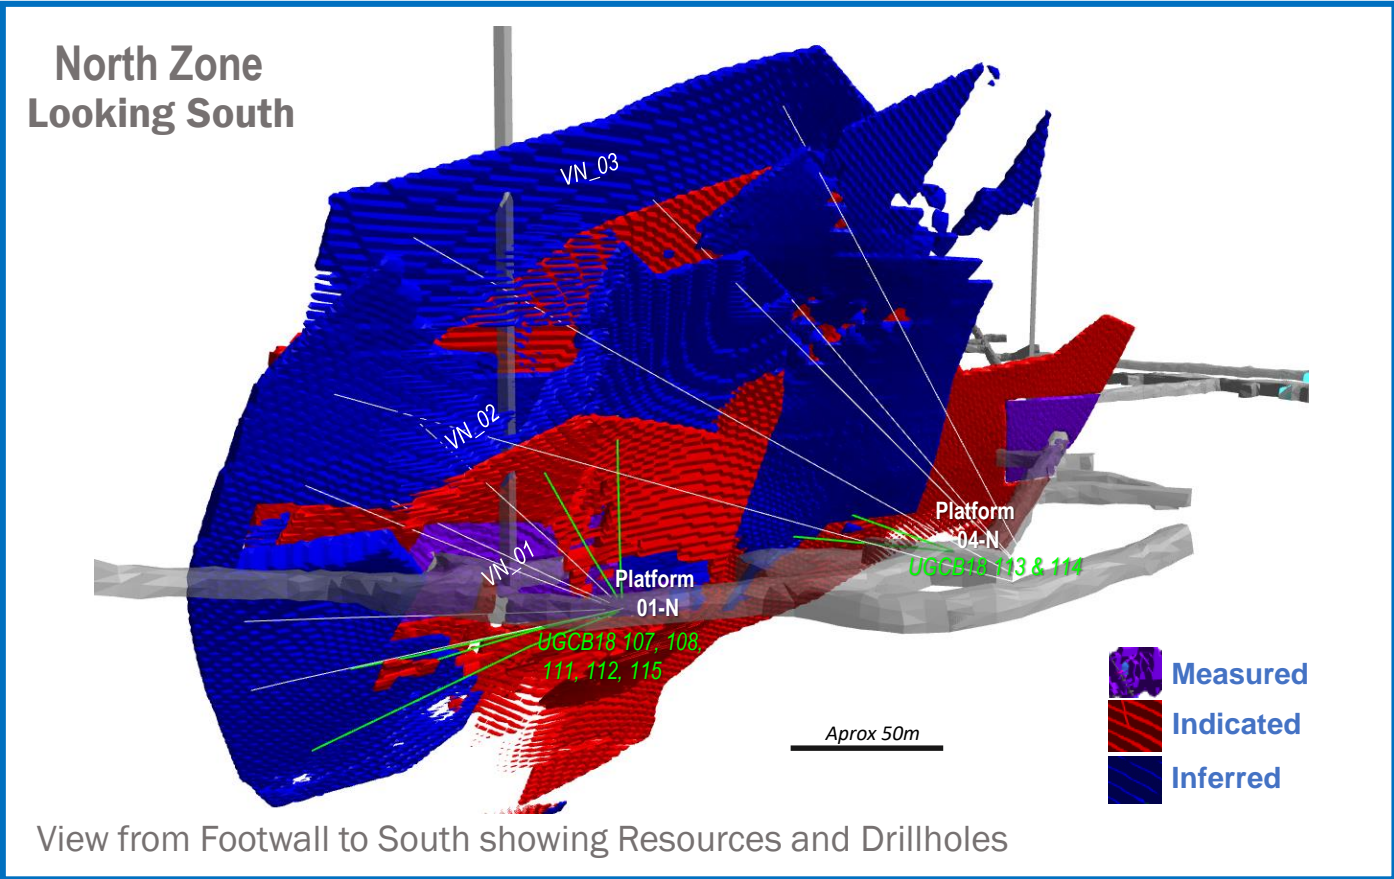 North Zone
Looking South
VN_03
VN_02
VN_01
Platform
01-N
UGCB18 107, 108,
111, 112, 115
Platform
04-N
UGCB18 113 & 114
Aprox 50m
Measured
Indicated
Inferred
View from Footwall to South showing Resources and Drillholes